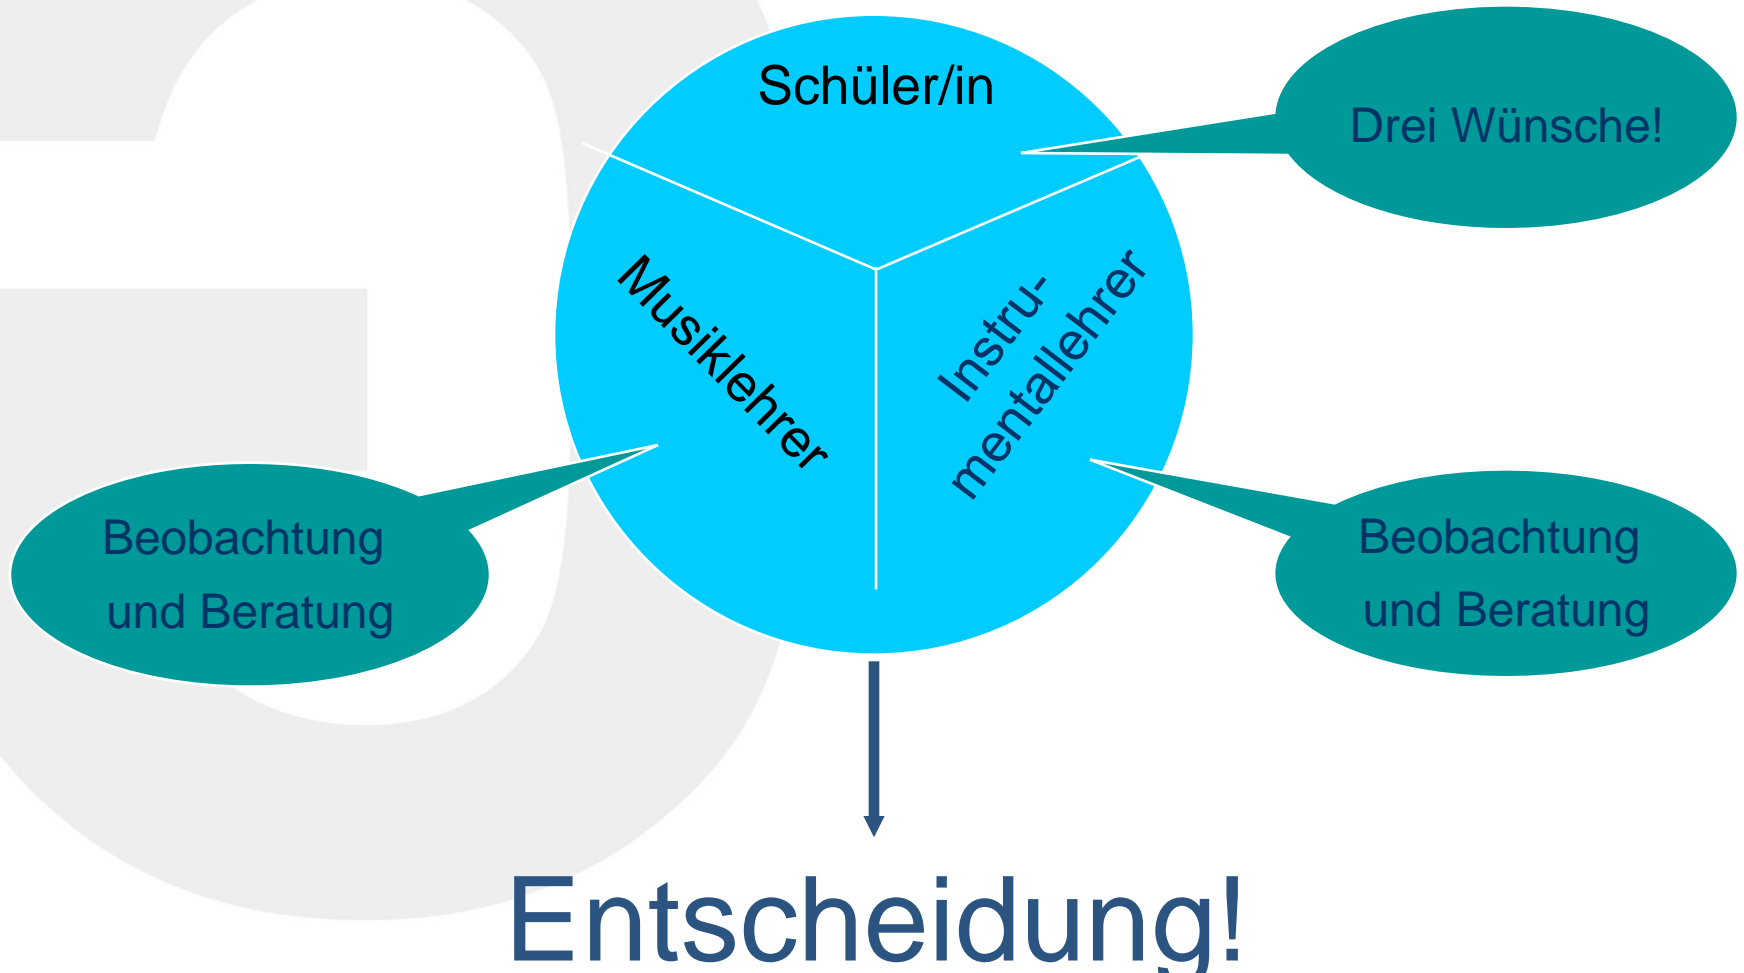 Schüler/in
Drei Wünsche!
Musiklehrer
Instru-
mentallehrer
Beobachtung
und Beratung
Beobachtung
und Beratung
Entscheidung!